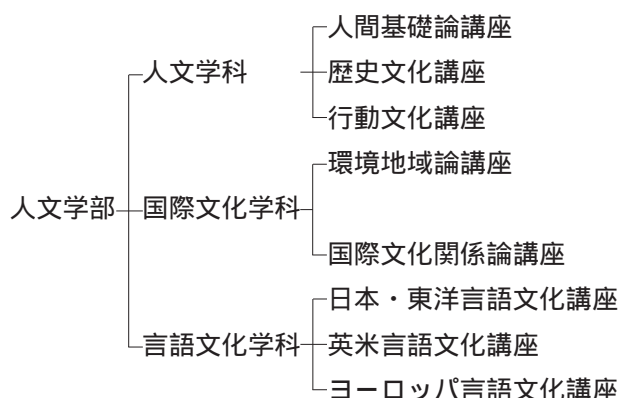 人文学部
人文学科
人間基礎論講座
歴史文化講座
行動文化講座
国際文化学科
環境地域論講座
国際文化関係論講座
言語文化学科
日本・東洋言語文化講座
英米言語文化講座
ヨーロッパ言語文化講座